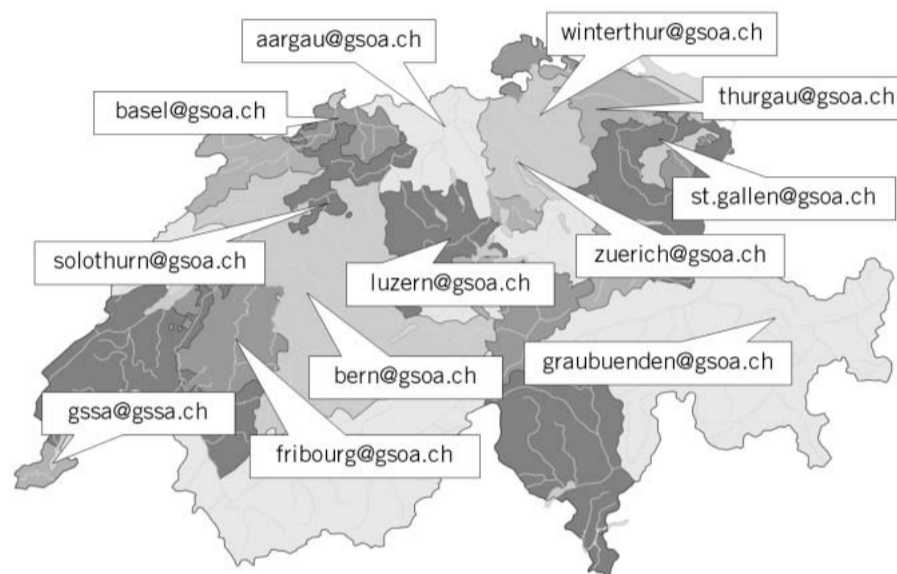 aargau@gsoa.ch
winterthur@gsoa.ch
basel@gsoa.ch
thurgau@gsoa.ch
st.gallen@gsoa.ch
solothurn@gsoa.ch
luzern@gsoa.ch
zuerich@gsoa.ch
bern@gsoa.ch
graubuenden@gsoa.ch
gssa@gssa.ch
fribourg@gsoa.ch